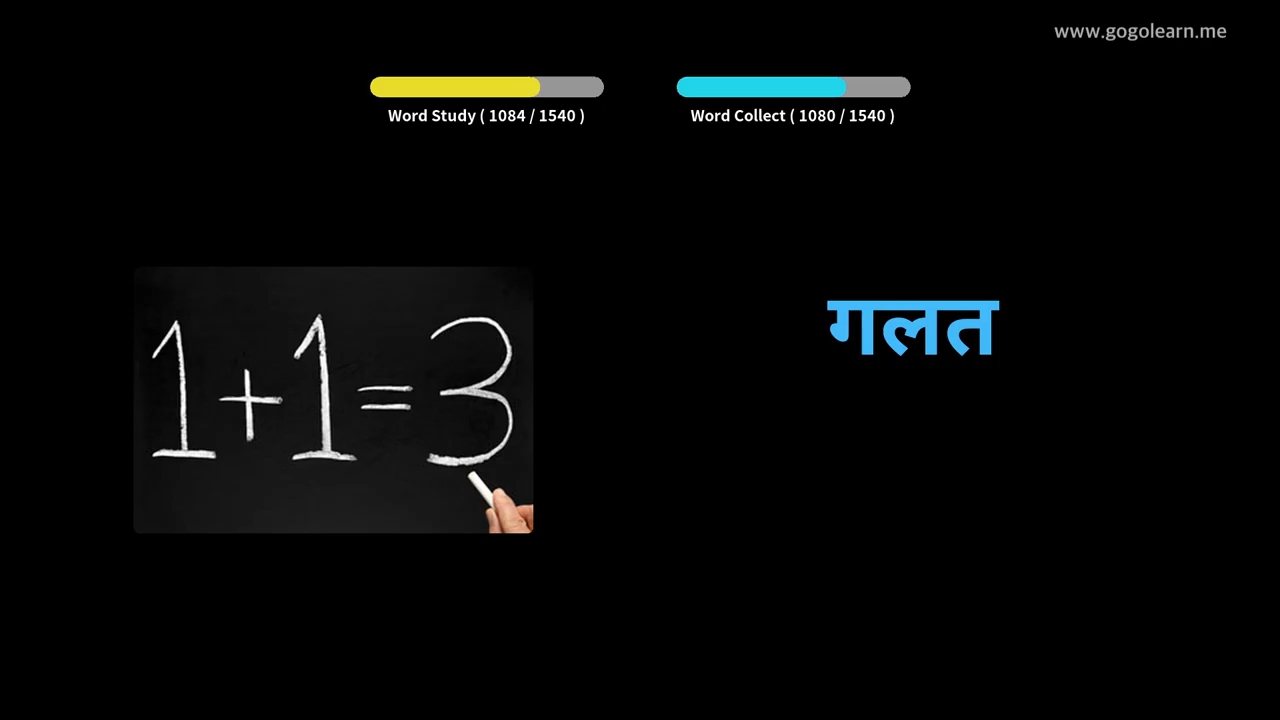 www.gogolearn.me
Word Study ( 1084 / 1540 )
Word Collect ( 1080 / 1540 )
1+1=3
गलत